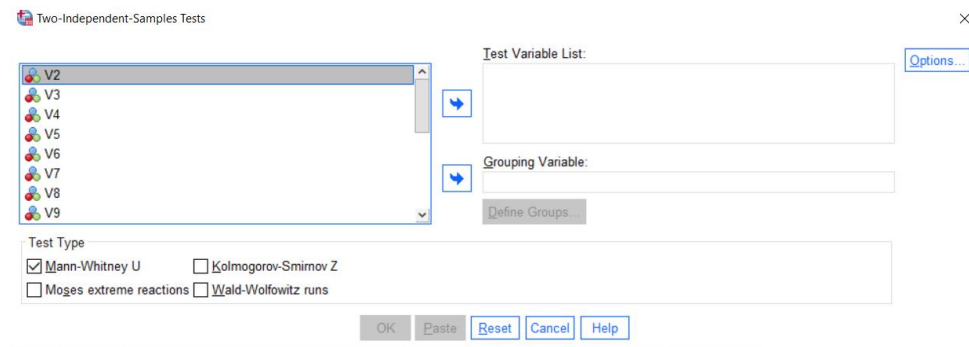 Two-Independent-Samples Tests
Test Variable List:
Options...
V2
V3
V4
V5
V6
V7
V8
V9
Grouping Variable:
Define Groups...
Test Type
Mann-Whitney U
Kolmogorov-Smirnov Z
Moses extreme reactions
Wald-Wolfowitz runs
OK
Paste
Reset
Cancel
Help